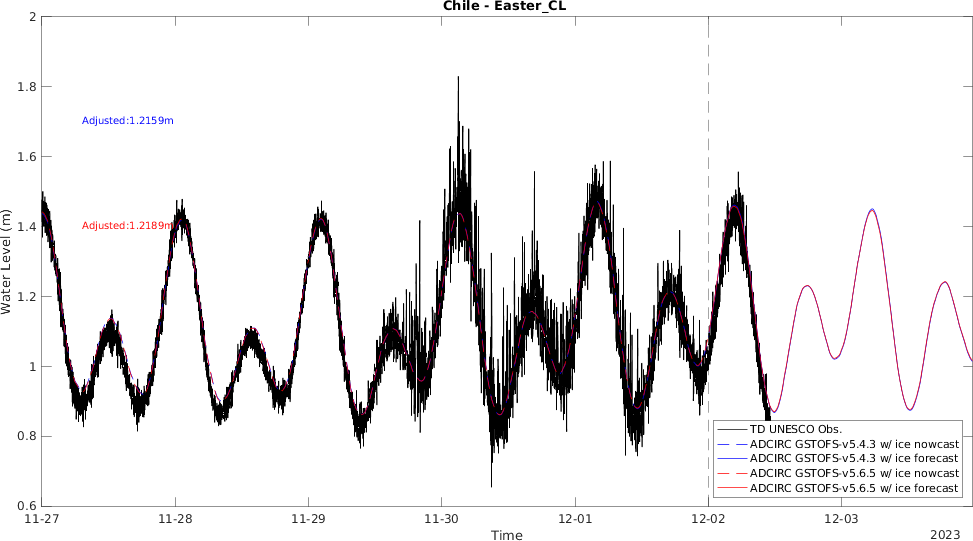 Chile - Easter_CL
2
1.8
1.6
1.4
1.2
1
0.8
0.6
Water Level (m)
Adjusted:1.2159m
Adjusted:1.2189m
TD UNESCO Obs.
ADCIRC GSTOFS-v5.4.3 w/ ice nowcast
ADCIRC GSTOFS-v5.4.3 w/ ice forecast
ADCIRC GSTOFS-v5.6.5 w/ ice nowcast
ADCIRC GSTOFS-v5.6.5 w/ ice forecast
11-27 11-28 11-29 11-30 12-01 12-02 12-03
Time
2023